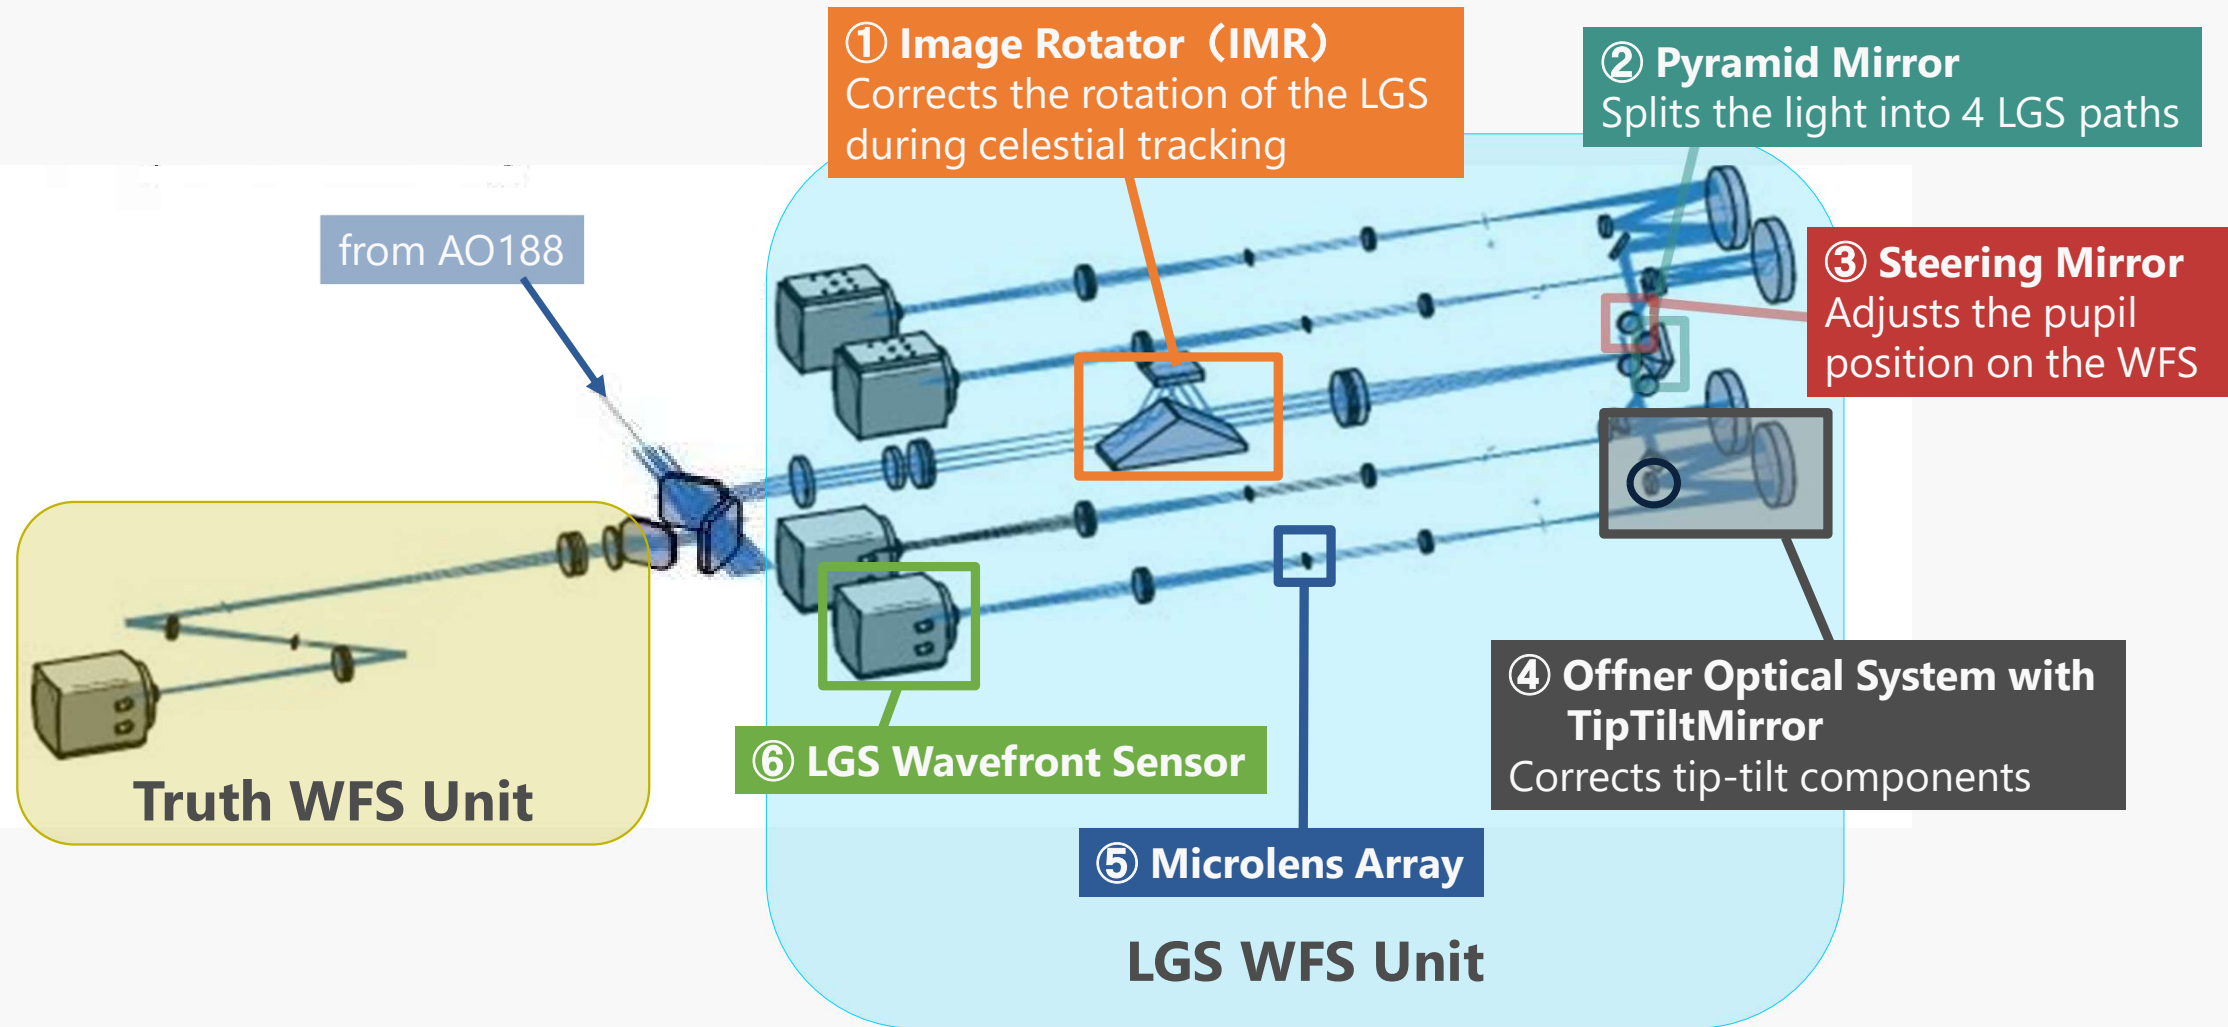 ① Image Rotator（IMR）
Corrects the rotation of the LGS
during celestial tracking
② Pyramid Mirror
Splits the light into 4 LGS paths
from AO188
③ Steering Mirror
Adjusts the pupil
position on the WFS
④ Offner Optical System with
TipTiltMirror
Corrects tip-tilt components
⑥ LGS Wavefront Sensor
Truth WFS Unit
⑤ Microlens Array
LGS WFS Unit